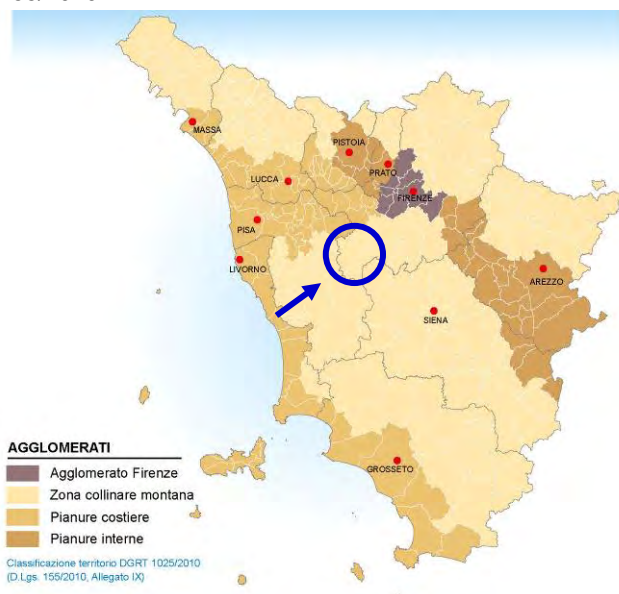 MASSA
PISTOIA
PRATO
LUCCA
FIRENZE
PISA
LIVORNO
AREZZO
SIENA
GROSSETO
AGGLOMERATI
Agglomerato Firenze
Zona collinare montana
Pianure costiere
Pianure interne
Classificazione territorio DGRT 1025/2010
(D.Lgs. 155/2010, Allegato IX)